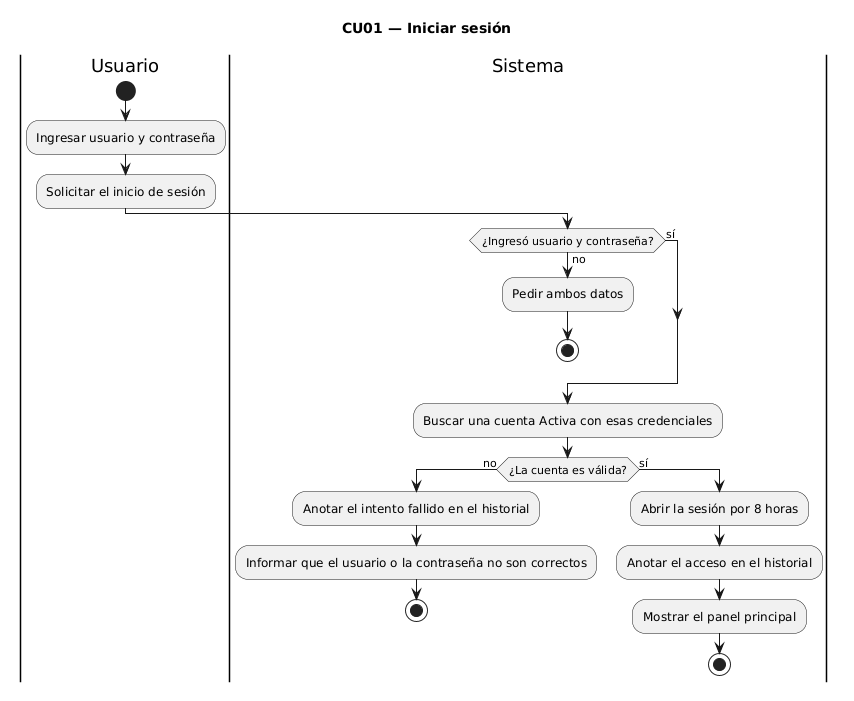 CU01 — Iniciar sesión
Usuario
Sistema
Ingresar usuario y contraseña
Solicitar el inicio de sesión
¿Ingresó usuario y contraseña?
sí
no
Pedir ambos datos
Buscar una cuenta Activa con esas credenciales
no
¿La cuenta es válida?
sí
Anotar el intento fallido en el historial
Abrir la sesión por 8 horas
Informar que el usuario o la contraseña no son correctos
Anotar el acceso en el historial
Mostrar el panel principal